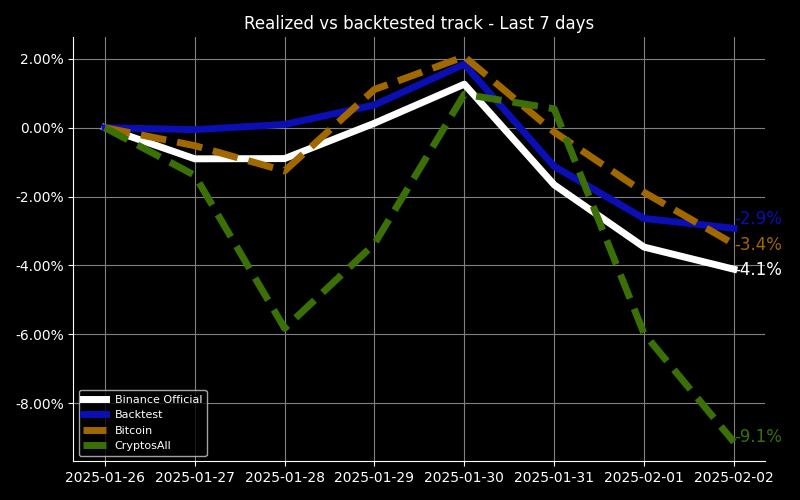 Realized vs backtested track - Last 7 days
2.00%
0.00%
-2.00%
-4.00%
-6.00%
-8.00%
-2.9%
-3.4%
-4.1%
-9.1%
Binance Official
Backtest
Bitcoin
CryptosAll
2025-01-26 2025-01-27 2025-01-28 2025-01-29 2025-01-30 2025-01-31 2025-02-01 2025-02-02